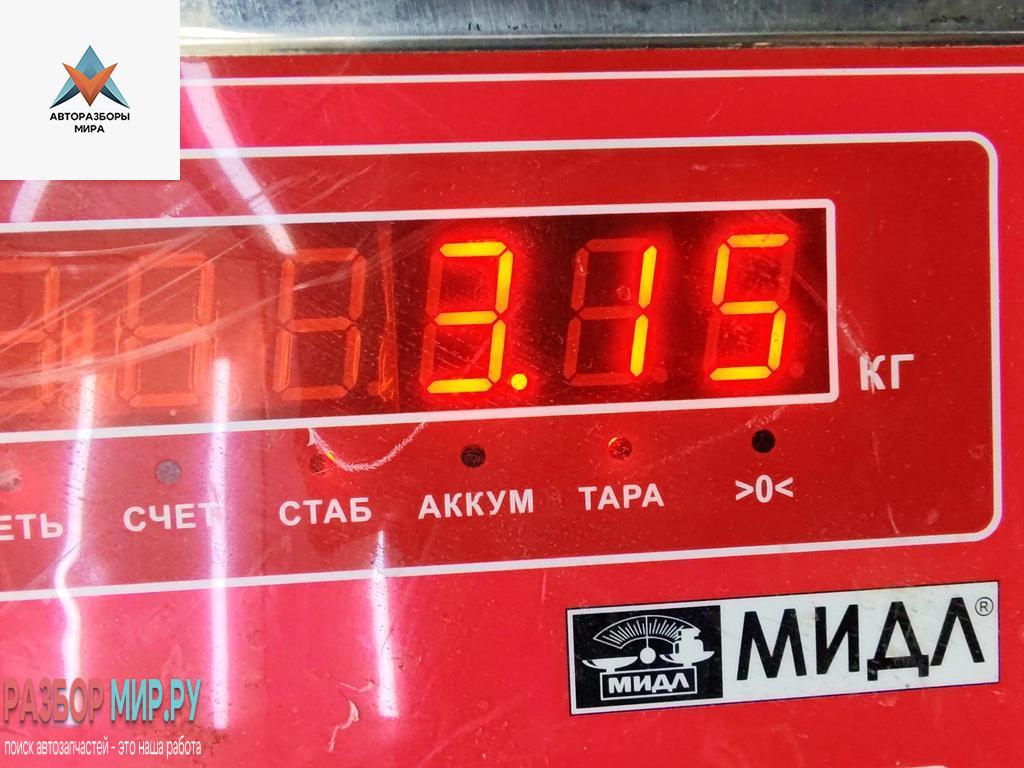 АВТОРАЗБОРЫ
МИРА
3.15
КГ
СЧЕТ СТАБ АККУМ ТАРА >0<
МИДЛ
МИДЛ®
РАЗБОР МИР.РУ
поиск автозапчастей - это наша работа